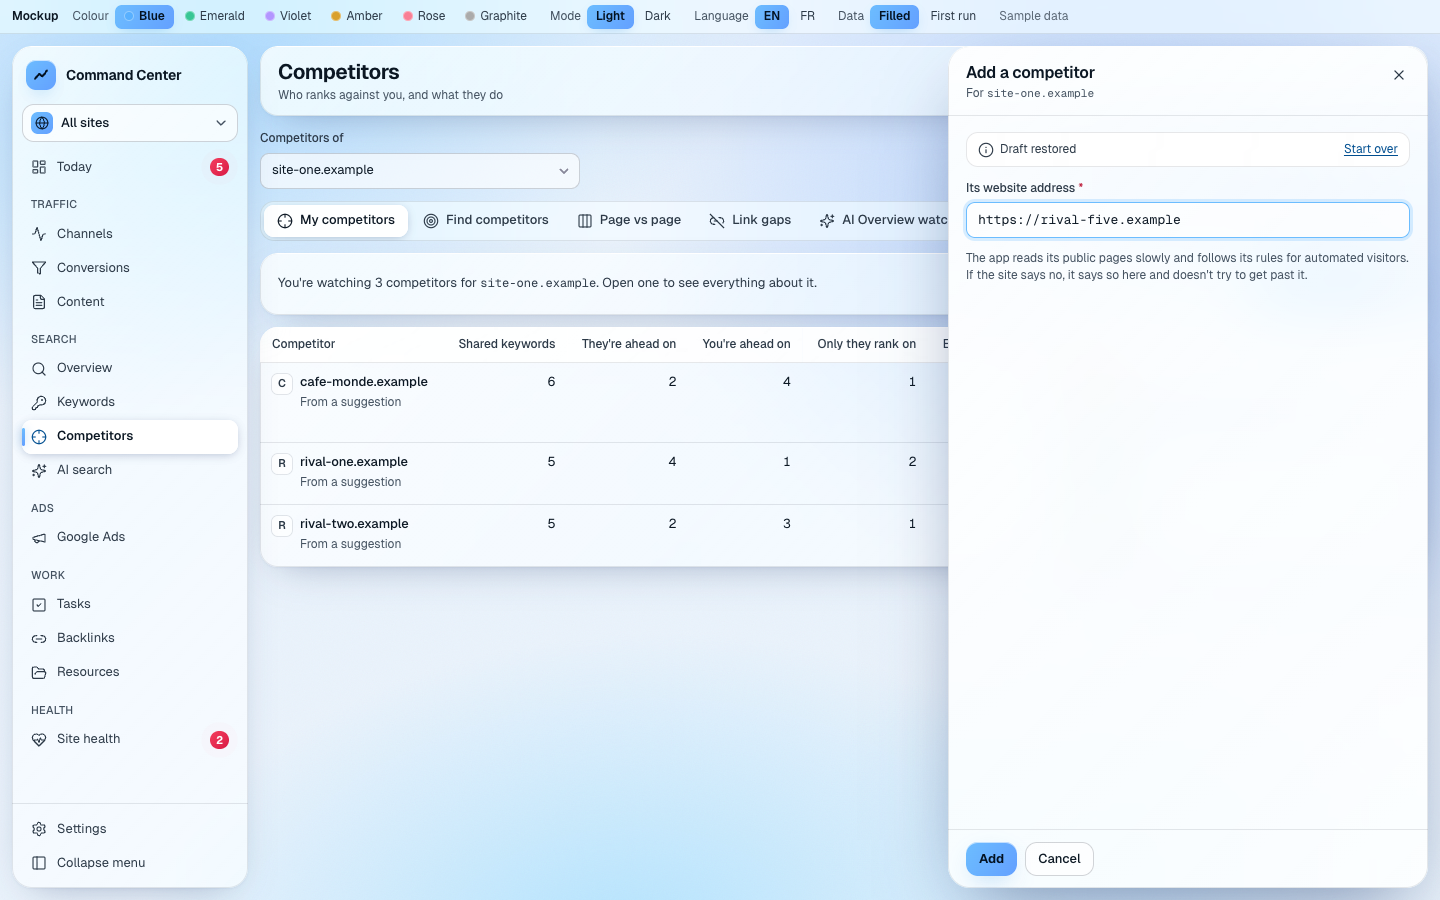 Mockup Colour Blue Emerald Violet Amber Rose Graphite Mode Light Dark Language EN FR Data Filled First run Sample data
Command Center
All sites
Today 5
TRAFFIC
Channels
Conversions
Content
SEARCH
Overview
Keywords
Competitors
AI search
ADS
Google Ads
WORK
Tasks
Backlinks
Resources
HEALTH
Site health 2
Settings
Collapse menu
Competitors
Who ranks against you, and what they do
Competitors of
site-one.example
My competitors Find competitors Page vs page Link gaps AI Overview watc
You're watching 3 competitors for site-one.example. Open one to see everything about it.
Competitor Shared keywords They're ahead on You're ahead on Only they rank on
C cafe-monde.example 6 2 4 1
From a suggestion
R rival-one.example 5 4 1 2
From a suggestion
R rival-two.example 5 2 3 1
From a suggestion
Add a competitor
For site-one.example
Draft restored Start over
Its website address *
https://rival-five.example
The app reads its public pages slowly and follows its rules for automated visitors.
If the site says no, it says so here and doesn't try to get past it.
Add Cancel